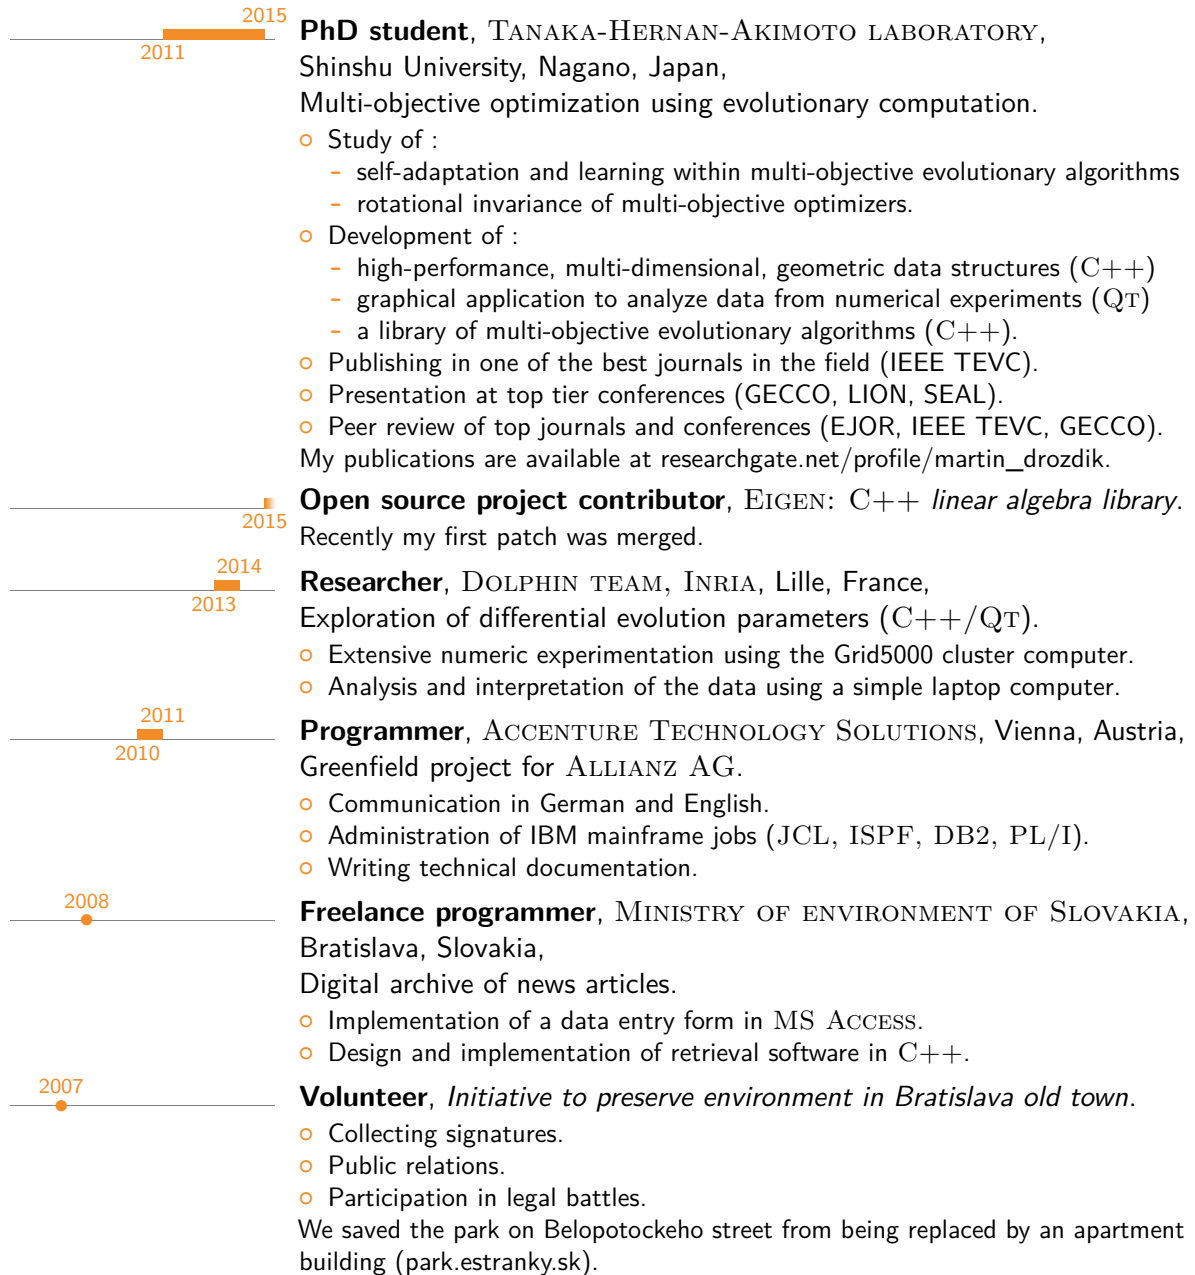 2015
2011
PhD student, Tanaka-Hernan-Akimoto laboratory,
Shinshu University, Nagano, Japan,
Multi-objective optimization using evolutionary computation.
Study of :
- self-adaptation and learning within multi-objective evolutionary algorithms
- rotational invariance of multi-objective optimizers.
Development of :
- high-performance, multi-dimensional, geometric data structures (C++)
- graphical application to analyze data from numerical experiments (Qt)
- a library of multi-objective evolutionary algorithms (C++).
Publishing in one of the best journals in the field (IEEE TEVC).
Presentation at top tier conferences (GECCO, LION, SEAL).
Peer review of top journals and conferences (EJOR, IEEE TEVC, GECCO).
My publications are available at researchgate.net/profile/martin_drozdik.
2015
Open source project contributor, Eigen: C++ linear algebra library.
Recently my first patch was merged.
2014
2013
Researcher, Dolphin team, Inria, Lille, France,
Exploration of differential evolution parameters (C++/Qt).
Extensive numeric experimentation using the Grid5000 cluster computer.
Analysis and interpretation of the data using a simple laptop computer.
2011
2010
Programmer, Accenture Technology Solutions, Vienna, Austria,
Greenfield project for Allianz AG.
Communication in German and English.
Administration of IBM mainframe jobs (JCL, ISPF, DB2, PL/I).
Writing technical documentation.
2008
Freelance programmer, Ministry of environment of Slovakia,
Bratislava, Slovakia,
Digital archive of news articles.
Implementation of a data entry form in MS Access.
Design and implementation of retrieval software in C++.
2007
Volunteer, Initiative to preserve environment in Bratislava old town.
Collecting signatures.
Public relations.
Participation in legal battles.
We saved the park on Belopotockeho street from being replaced by an apartment
building (park.estranky.sk).